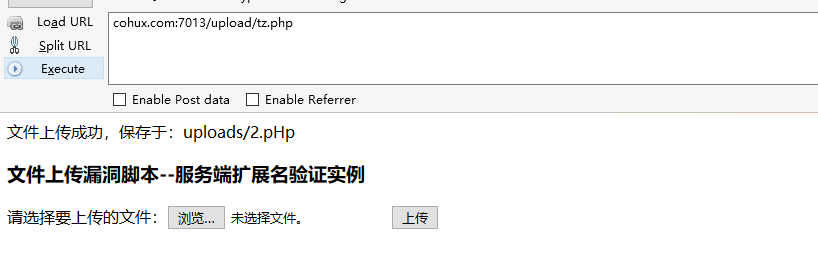 Load URL
cohux.com:7013/upload/tz.php
Split URL
Execute
Enable Post data
Enable Referrer
文件上传成功，保存于：uploads/2.pHp
文件上传漏洞脚本--服务端扩展名验证实例
请选择要上传的文件：
浏览...
未选择文件。
上传